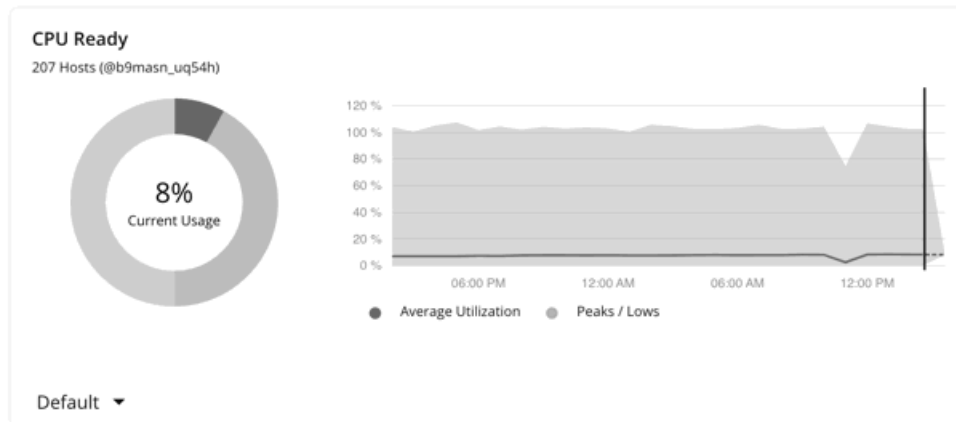 CPU Ready
207 Hosts (@b9masn_uq54h)
8%
Current Usage
120 %
100 %
80 %
60 %
40 %
20 %
0 %
06:00 PM 12:00 AM 06:00 AM 12:00 PM
Average Utilization Peaks / Lows
Default